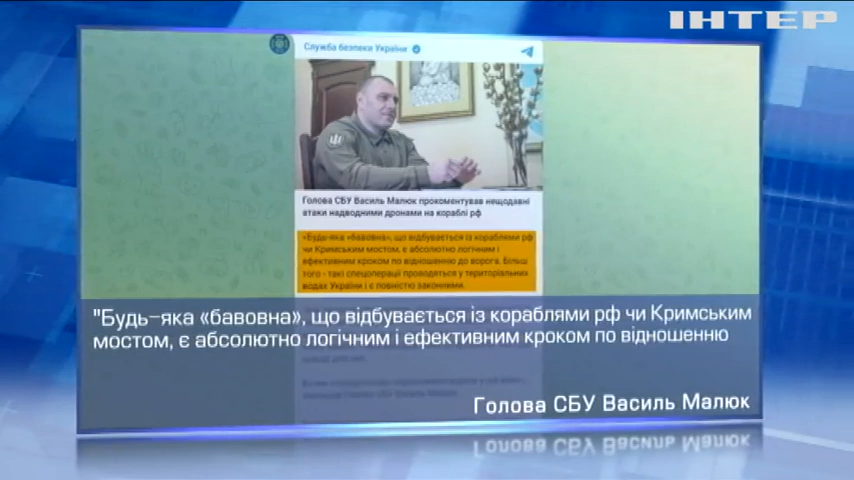 ІНТЕР
Служба безпеки України
Голова СБУ Василь Малюк прокоментував нещодавні
атаки надводними дронами на кораблі рф
«Будь-яка «бавовна», що відбувається із кораблями рф
чи Кримським мостом, є абсолютно логічним і
ефективним кроком по відношенню до ворога. Більш
того - такі спецоперації проводяться у територіальних
водах України і є повністю законними.
"Будь-яка «бавовна», що відбувається із кораблями рф чи Кримським
мостом, є абсолютно логічним і ефективним кроком по відношенню
Голова СБУ Василь Малюк